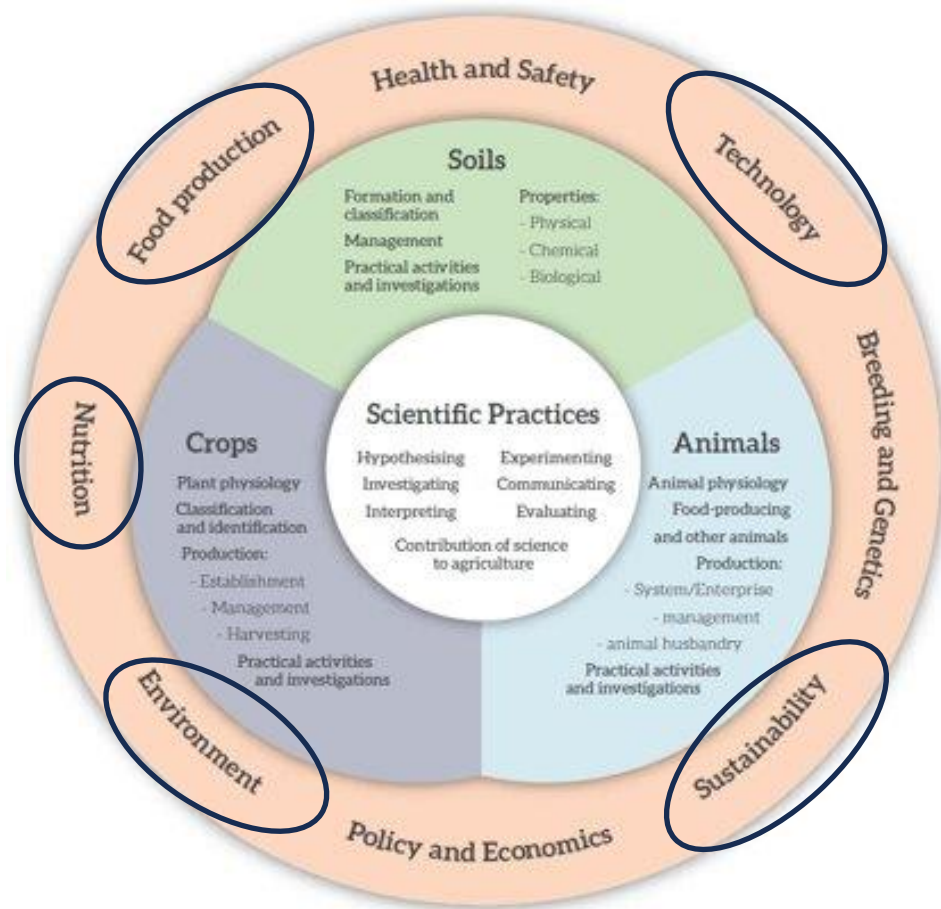 Health and Safety
Food production
Technology
Nutrition
Breeding and Genetics
Environment
Sustainability
Policy and Economics
Soils
Formation and
classification
Management
Practical activities
and investigations
Properties:
- Physical
- Chemical
- Biological
Scientific Practices
Hypothesising
Experimenting
Investigating
Communicating
Interpreting
Evaluating
Contribution of science
to agriculture
Crops
Plant physiology
Classification
and identification
Production:
- Establishment
- Management
- Harvesting
Practical activities
and investigations
Animals
Animal physiology
Food-producing
and other animals
Production:
- System/Enterprise
- management
- animal husbandry
Practical activities
and investigations